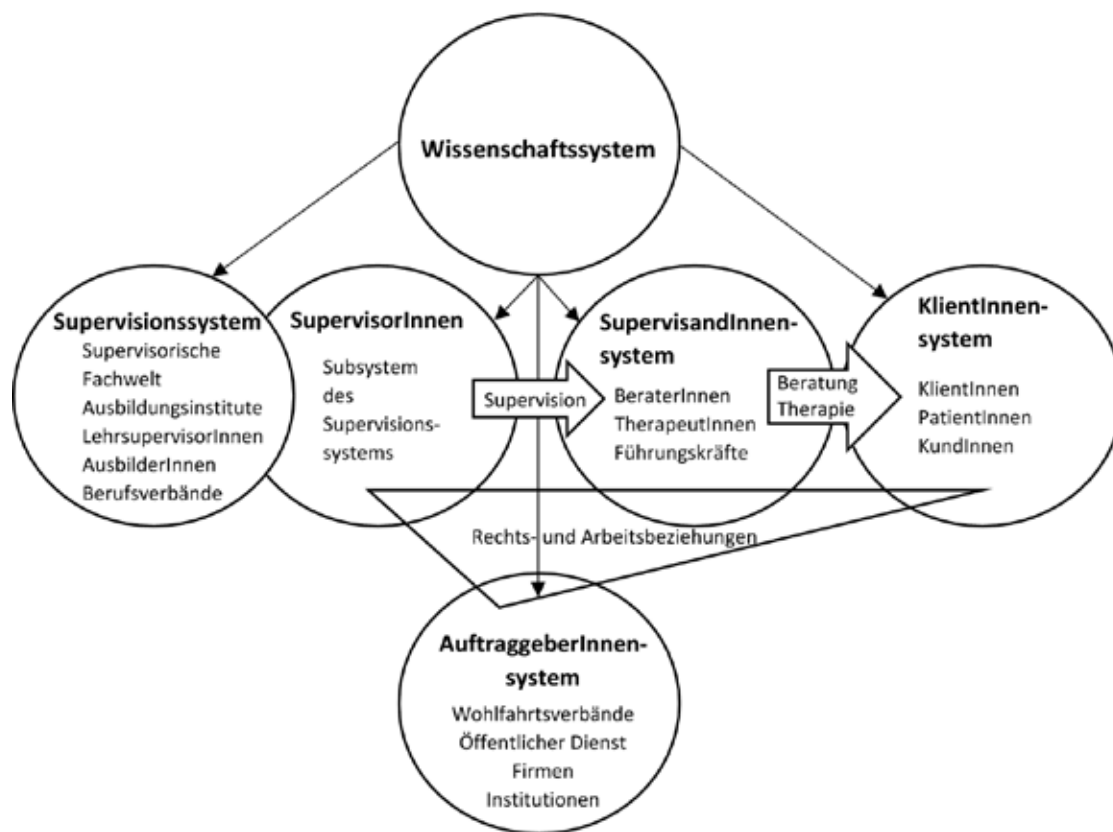 Wissenschaftssystem
Supervisionssystem
Supervisorische
Fachwelt
Ausbildungsinstitute
LehrsupervisorInnen
AusbilderInnen
Berufsverbände
SupervisorInnen
Subsystem
des
Supervisions-
systems
Supervision
SupervisandInnen-
system
BeraterInnen
TherapeutInnen
Führungskräfte
Beratung
Therapie
KlientInnen-
system
KlientInnen
PatientInnen
KundInnen
Rechts- und Arbeitsbeziehungen
AuftraggeberInnen-
system
Wohlfahrtsverbände
Öffentlicher Dienst
Firmen
Institutionen